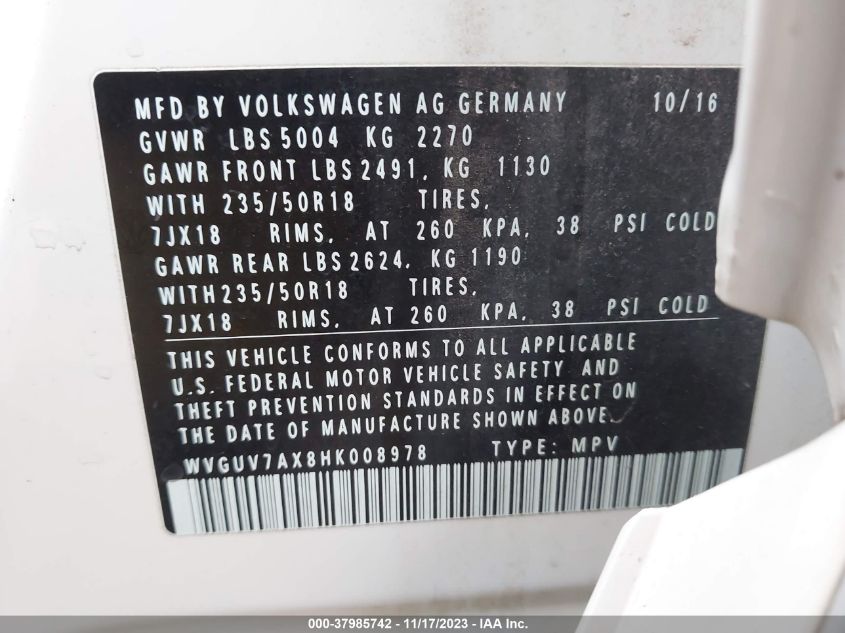 MFD BY VOLKSWAGEN AG GERMANY 10/16
GVWR LBS 5004 KG 2270
GAWR FRONT LBS 2491, KG 1130
WITH 235/50R18 TIRES,
7JX18 RIMS, AT 260 KPA, 38 PSI COLD
GAWR REAR LBS 2624, KG 1190
WITH 235/50R18 TIRES,
7JX18 RIMS, AT 260 KPA, 38 PSI COLD
THIS VEHICLE CONFORMS TO ALL APPLICABLE
U.S. FEDERAL MOTOR VEHICLE SAFETY AND
THEFT PREVENTION STANDARDS IN EFFECT ON
THE DATE OF MANUFACTURE SHOWN ABOVE.
WVGUV7AX8HK008978 TYPE: MPV
000-37985742 - 11/17/2023 - IAA Inc.